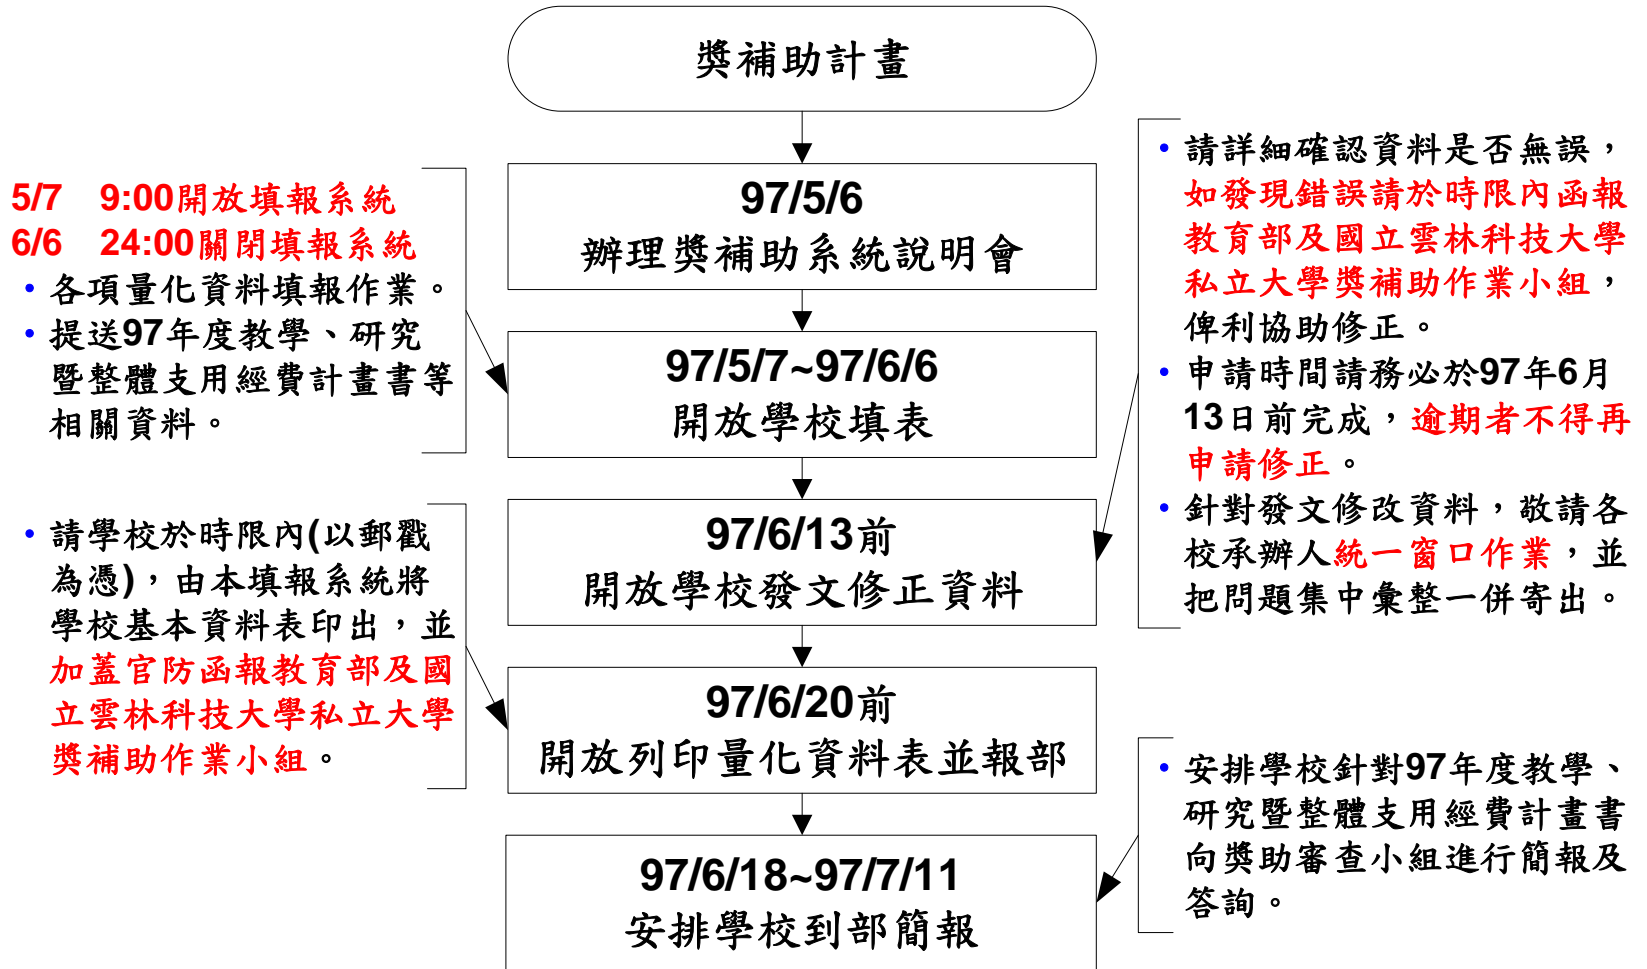 獎補助計畫
97/5/6
辦理獎補助系統說明會
5/7 9:00開放填報系統
6/6 24:00關閉填報系統
•各項量化資料填報作業。
•提送97年度教學、研究
暨整體支用經費計畫書等
相關資料。
97/5/7~97/6/6
開放學校填表
•請詳細確認資料是否無誤，
如發現錯誤請於時限內函報
教育部及國立雲林科技大學
私立大學獎補助作業小組，
俾利協助修正。
•申請時間請務必於97年6月
13日前完成，逾期者不得再
申請修正。
•針對發文修改資料，敬請各
校承辦人統一窗口作業，並
把問題集中彙整一併寄出。
97/6/13前
開放學校發文修正資料
•請學校於時限內(以郵戳
為憑)，由本填報系統將
學校基本資料表印出，並
加蓋官防函報教育部及國
立雲林科技大學私立大學
獎補助作業小組。
97/6/20前
開放列印量化資料表並報部
97/6/18~97/7/11
安排學校到部簡報
•安排學校針對97年度教學、
研究暨整體支用經費計畫書
向獎助審查小組進行簡報及
答詢。